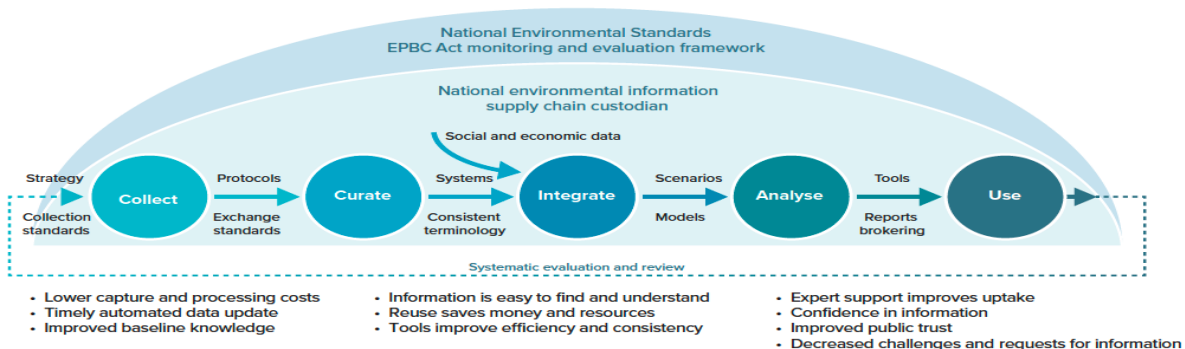 National Environmental Standards
EPBC Act monitoring and evaluation framework
National environmental information
supply chain custodian
Social and economic data
Strategy
Collection
standards
Collect
Protocols
Exchange
standards
Curate
Systems
Consistent
terminology
Integrate
Scenarios
Models
Analyse
Tools
Reports
brokering
Use
Systematic evaluation and review
• Lower capture and processing costs
• Timely automated data update
• Improved baseline knowledge
• Information is easy to find and understand
• Reuse saves money and resources
• Tools improve efficiency and consistency
• Expert support improves uptake
• Confidence in information
• Improved public trust
• Decreased challenges and requests for information